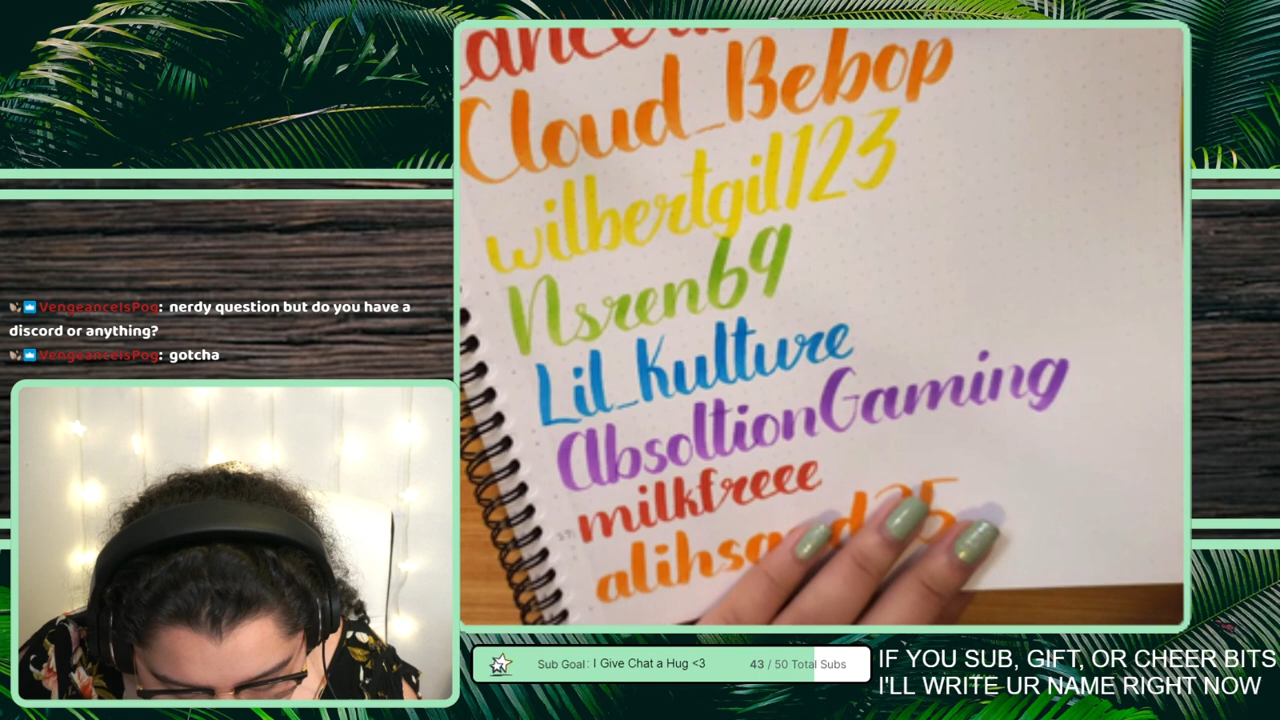 Cloud_Bebop
wilbertgil123
Nsren69
Lil_Kulture
AbsoltionGaming
milkfreee
VengeanceIsPog: nerdy question but do you have a
discord or anything?
VengeanceIsPog: gotcha
Sub Goal: I Give Chat a Hug <3 43 / 50 Total Subs
IF YOU SUB, GIFT, OR CHEER BITS
I'LL WRITE UR NAME RIGHT NOW